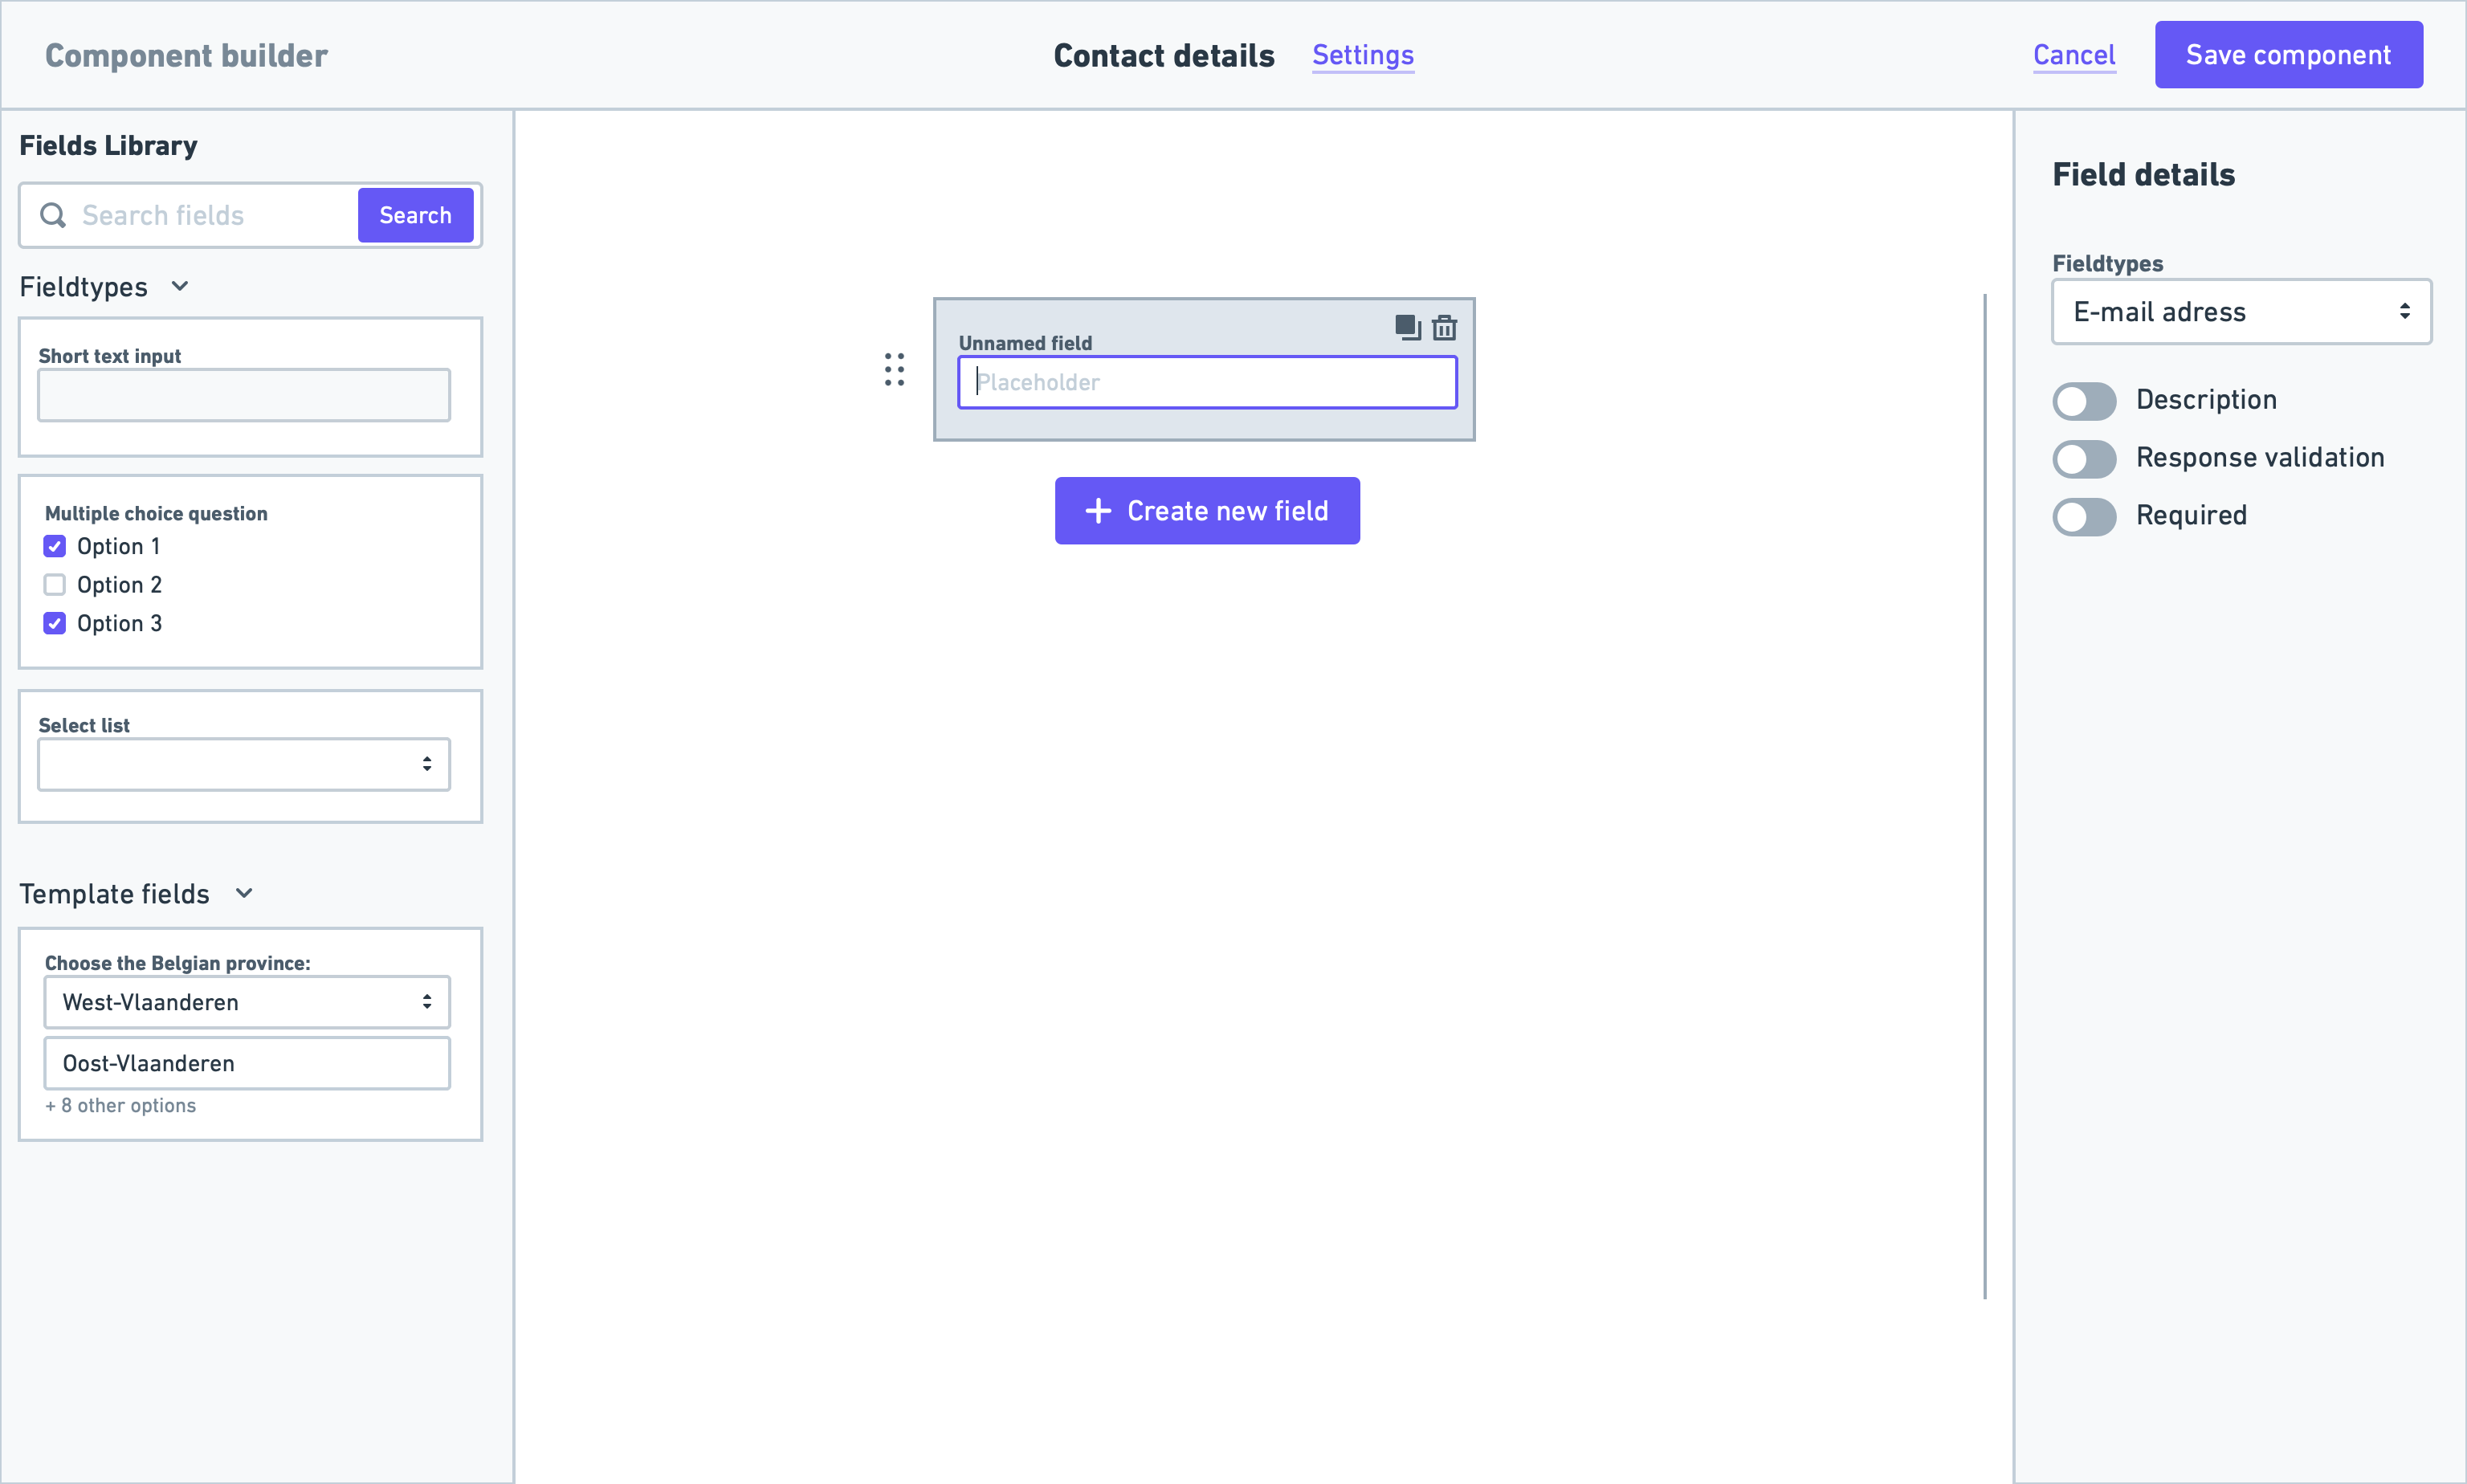 Component builder
Contact details
Settings
Cancel
Save component
Fields Library
Search fields
Search
Fieldtypes
Short text input
Multiple choice question
Option 1
Option 2
Option 3
Select list
Template fields
Choose the Belgian province:
West-Vlaanderen
Oost-Vlaanderen
+ 8 other options
Unnamed field
Placeholder
Create new field
Field details
Fieldtypes
E-mail adress
Description
Response validation
Required